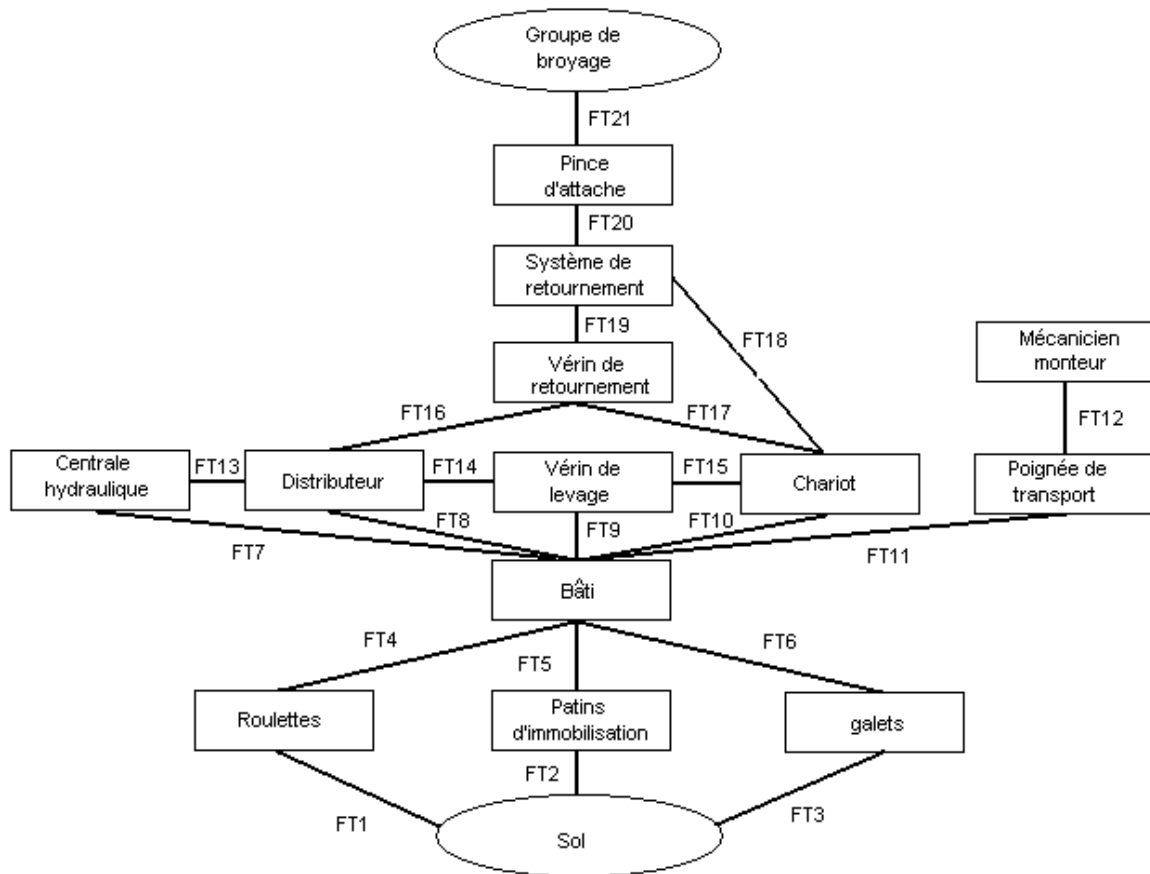 Groupe de
broyage
FT21
Pince
d'attache
FT20
Système de
retournement
FT19
FT18
Mécanicien
monteur
Vérin de
retournement
FT16
FT17
FT12
Centrale
hydraulique
FT13
Distributeur
FT14
Vérin de
levage
FT15
Chariot
Poignée de
transport
FT7
FT8
FT9
FT10
FT11
Bâti
FT4
FT5
FT6
Roulettes
Patins
d'immobilisation
galets
FT1
FT2
FT3
Sol